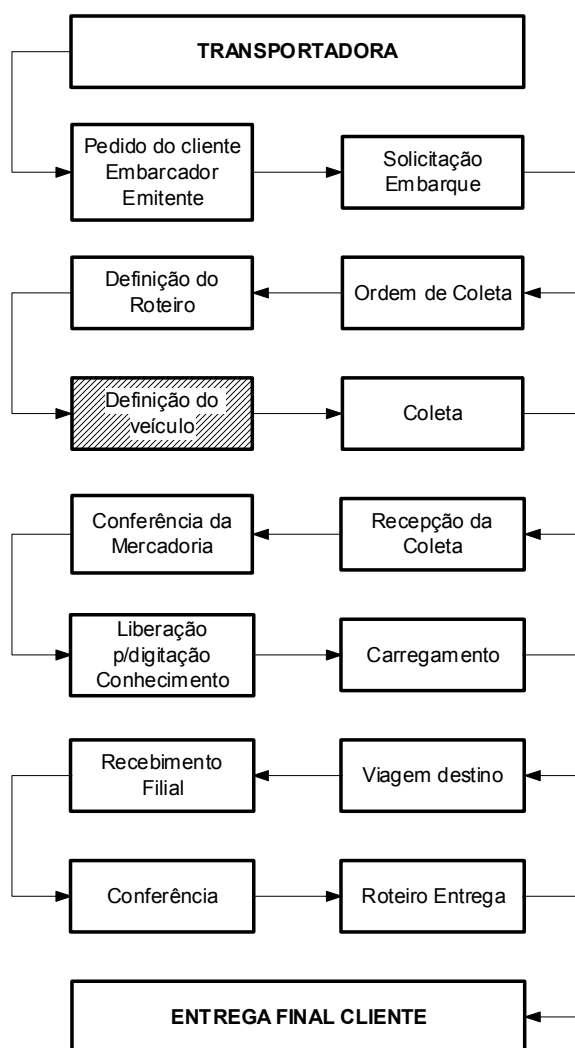 TRANSPORTADORA
Pedido do cliente
Embarcador
Emitente
Solicitação
Embarque
Definição do
Roteiro
Ordem de Coleta
Definição do
veículo
Coleta
Conferência da
Mercadoria
Recepção da
Coleta
Liberação
p/digitação
Conhecimento
Carregamento
Recebimento
Filial
Viagem destino
Conferência
Roteiro Entrega
ENTREGA FINAL CLIENTE